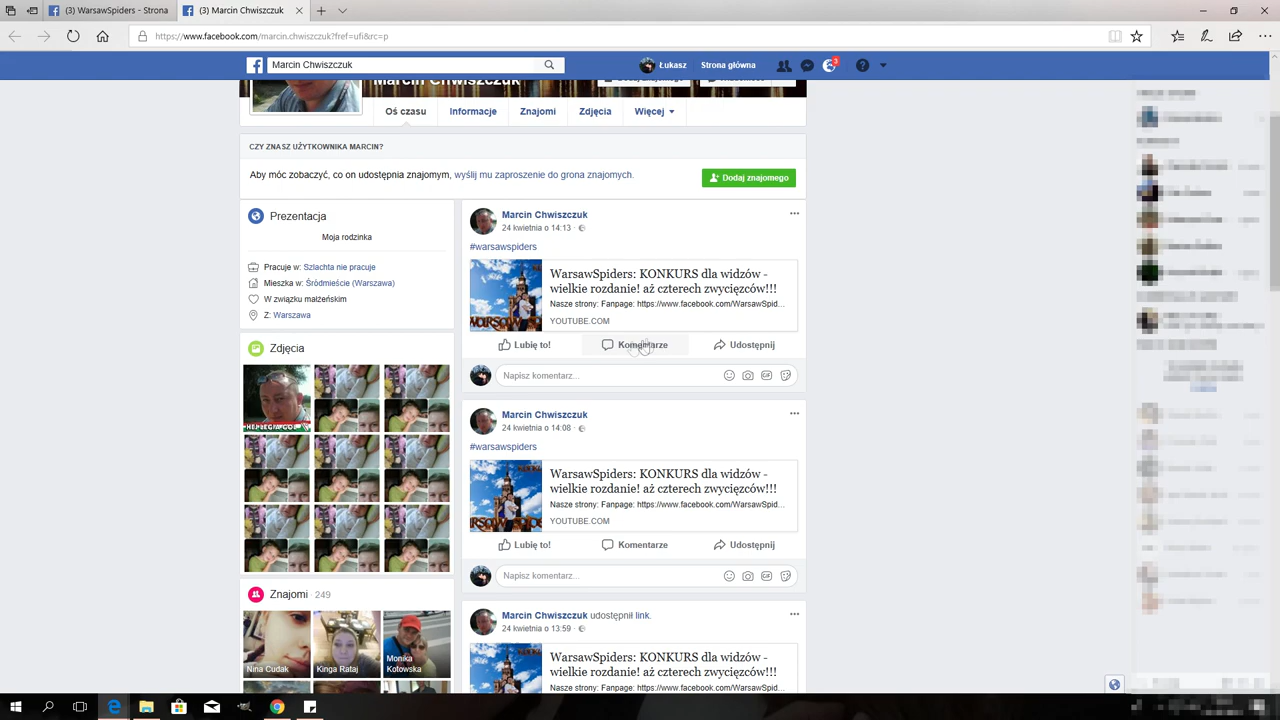 (3) WarsawSpiders - Strona
(3) Marcin Chwiszczuk
https://www.facebook.com/marcin.chwiszczuk?fref=ufi&rc=p
Marcin Chwiszczuk
Łukasz
Strona główna
3
Marcin Chwiszczuk
Oś czasu
Informacje
Znajomi
Zdjęcia
Więcej
CZY ZNASZ UŻYTKOWNIKA MARCIN?
Aby móc zobaczyć, co on udostępnia znajomym, wyślij mu zaproszenie do grona znajomych.
Dodaj znajomego
Prezentacja
Moja rodzinka
Pracuje w: Szlachta nie pracuje
Mieszka w: Śródmieście (Warszawa)
W związku małżeńskim
Z: Warszawa
Zdjęcia
Znajomi · 249
Nina Cudak
Kinga Rataj
Monika
Kotowska
Marcin Chwiszczuk
24 kwietnia o 14:13 ·
#warsawspiders
WarsawSpiders: KONKURS dla widzów -
wielkie rozdanie! aż czterech zwycięzców!!!
Nasze strony: Fanpage: https://www.facebook.com/WarsawSpid...
YOUTUBE.COM
Lubię to!
Komentarze
Udostępnij
Napisz komentarz...
GIF
Marcin Chwiszczuk
24 kwietnia o 14:08 ·
#warsawspiders
WarsawSpiders: KONKURS dla widzów -
wielkie rozdanie! aż czterech zwycięzców!!!
Nasze strony: Fanpage: https://www.facebook.com/WarsawSpid...
YOUTUBE.COM
Lubię to!
Komentarze
Udostępnij
Napisz komentarz...
GIF
Marcin Chwiszczuk udostępnił link.
24 kwietnia o 13:59 ·
WarsawSpiders: KONKURS dla widzów -
wielkie rozdanie! aż czterech zwycięzców!!!
Nasze strony: Fanpage: https://www.facebook.com/WarsawSpid...